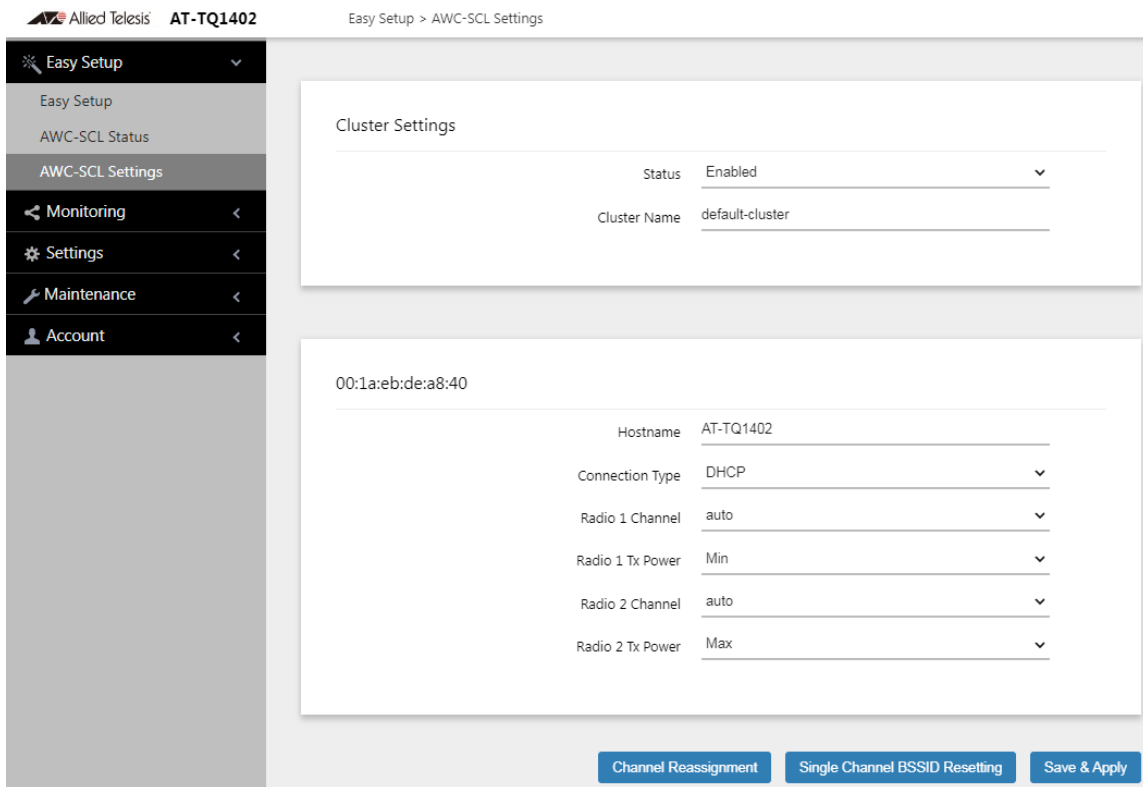 Allied Telesis AT-TQ1402 Easy Setup > AWC-SCL Settings
Easy Setup
Easy Setup
AWC-SCL Status
AWC-SCL Settings
Monitoring
Settings
Maintenance
Account
Cluster Settings
Status Enabled
Cluster Name default-cluster
00:1a:eb:de:a8:40
Hostname AT-TQ1402
Connection Type DHCP
Radio 1 Channel auto
Radio 1 Tx Power Min
Radio 2 Channel auto
Radio 2 Tx Power Max
Channel Reassignment Single Channel BSSID Resetting Save & Apply